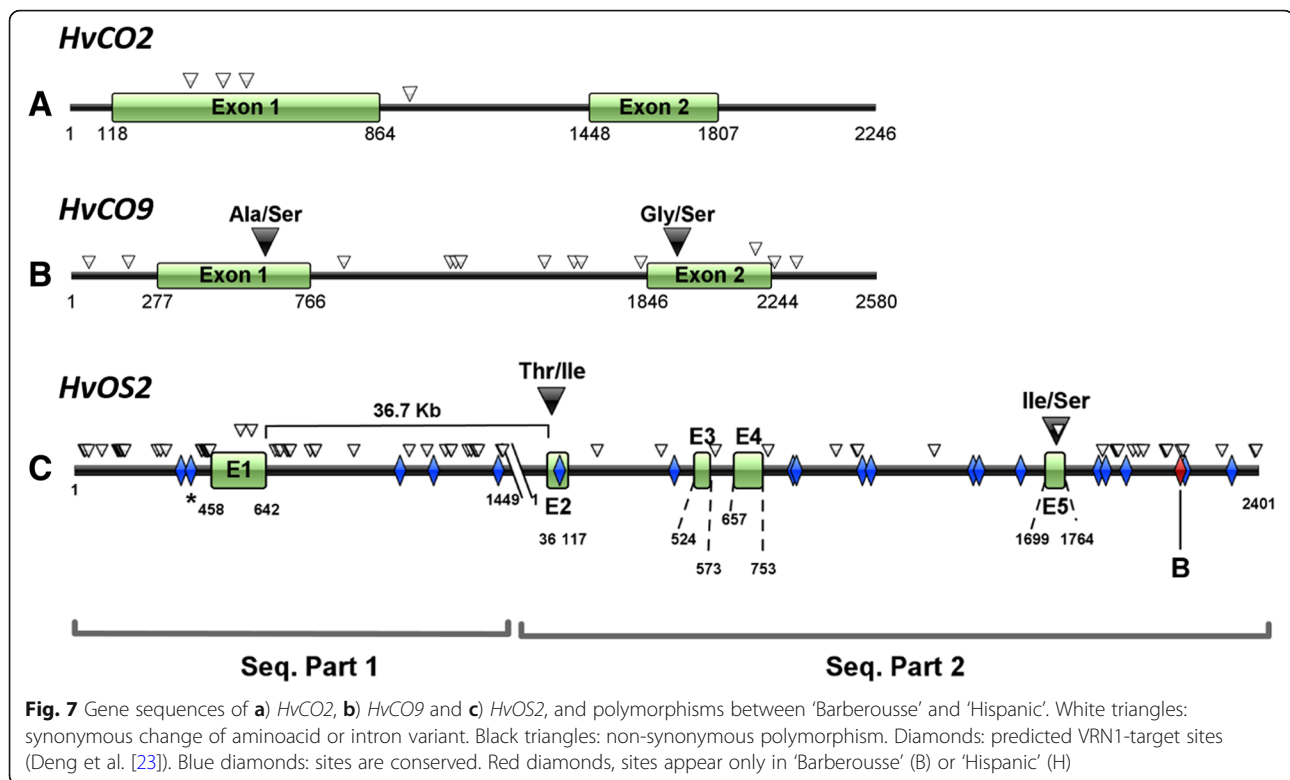 HvCO2
A
Exon 1
Exon 2
1 118 864 1448 1807 2246
HvCO9
Ala/Ser
Gly/Ser
B
Exon 1
Exon 2
1 277 766 1846 2244 2580
HvOS2
Thr/Ile
36.7 Kb
Ile/Ser
E3 E4
C
E1
1 * 458 642 1449 1 E2 E5 2401
36 117 524 657 1699 1764
573 753
B
Seq. Part 1
Seq. Part 2
Fig. 7 Gene sequences of a) HvCO2, b) HvCO9 and c) HvOS2, and polymorphisms between ‘Barberousse’ and ‘Hispanic’. White triangles:
synonymous change of aminoacid or intron variant. Black triangles: non-synonymous polymorphism. Diamonds: predicted VRN1-target sites
(Deng et al. [23]). Blue diamonds: sites are conserved. Red diamonds, sites appear only in ‘Barberousse’ (B) or ‘Hispanic’ (H)